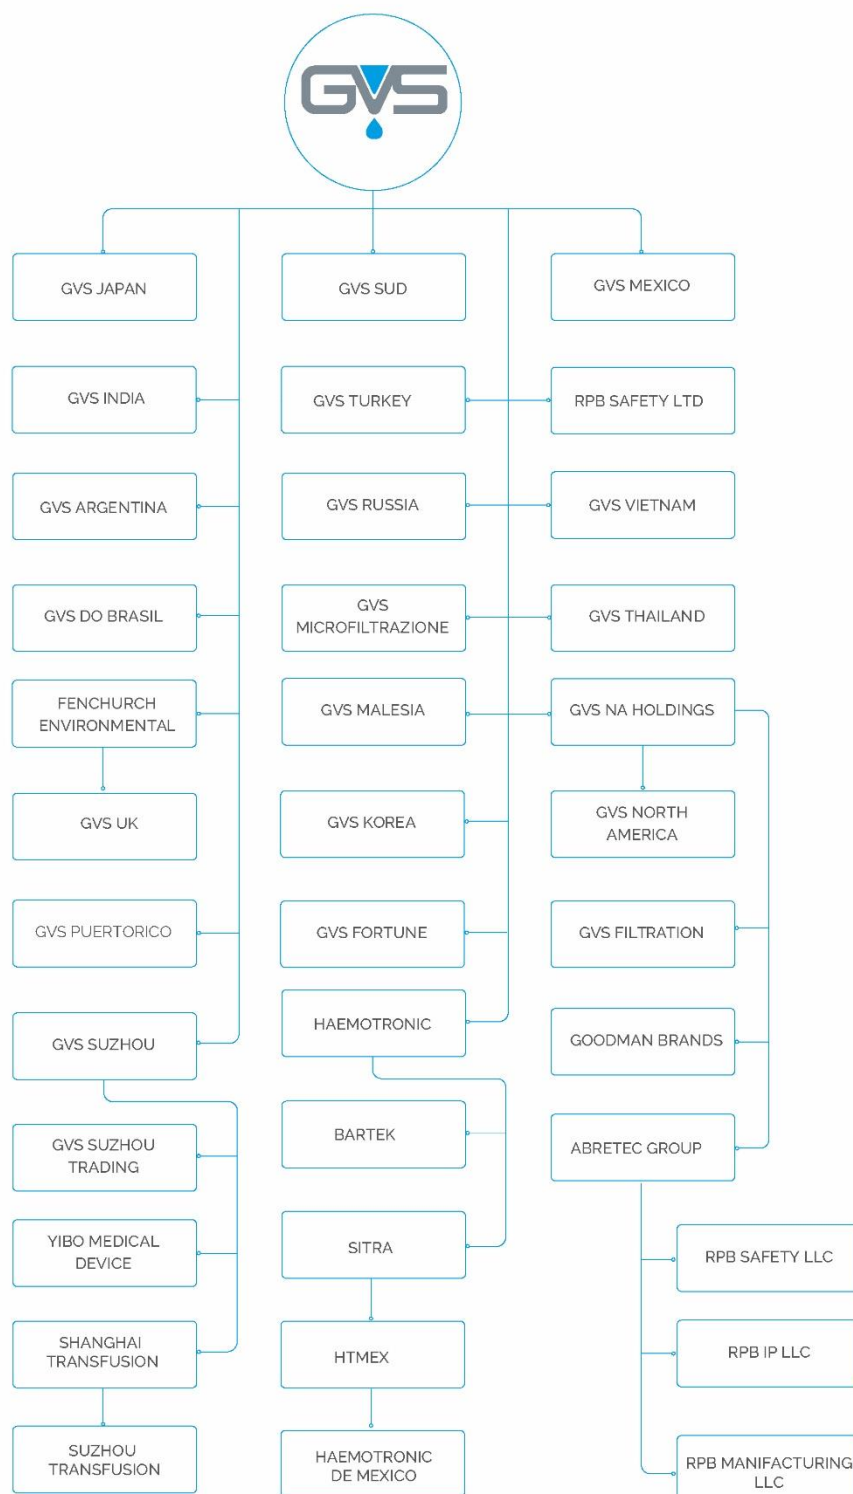 GVS
GVS JAPAN
GVS SUD
GVS MEXICO
GVS INDIA
GVS TURKEY
RPB SAFETY LTD
GVS ARGENTINA
GVS RUSSIA
GVS VIETNAM
GVS DO BRASIL
GVS
MICROFILTRAZIONE
GVS THAILAND
FENCHURCH
ENVIRONMENTAL
GVS MALESIA
GVS NA HOLDINGS
GVS UK
GVS KOREA
GVS NORTH
AMERICA
GVS PUERTORICO
GVS FORTUNE
GVS FILTRATION
GVS SUZHOU
HAEMOTRONIC
GOODMAN BRANDS
GVS SUZHOU
TRADING
BARTEK
ABRETEC GROUP
YIBO MEDICAL
DEVICE
SITRA
RPB SAFETY LLC
SHANGHAI
TRANSFUSION
HTMEX
RPB IP LLC
SUZHOU
TRANSFUSION
HAEMOTRONIC
DE MEXICO
RPB MANIFACTURING
LLC